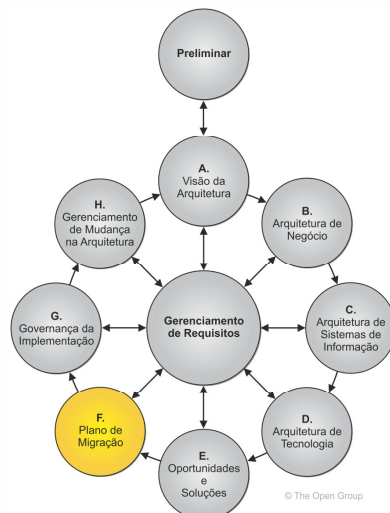 Preliminar
A.
Visão da
Arquitetura
B.
Arquitetura de
Negócio
C.
Arquitetura de
Sistemas de
Informação
D.
Arquitetura de
Tecnologia
E.
Oportunidades
e
Soluções
F.
Plano de
Migração
G.
Governança da
Implementação
H.
Gerenciamento
de Mudança
na Arquitetura
Gerenciamento
de Requisitos
© The Open Group